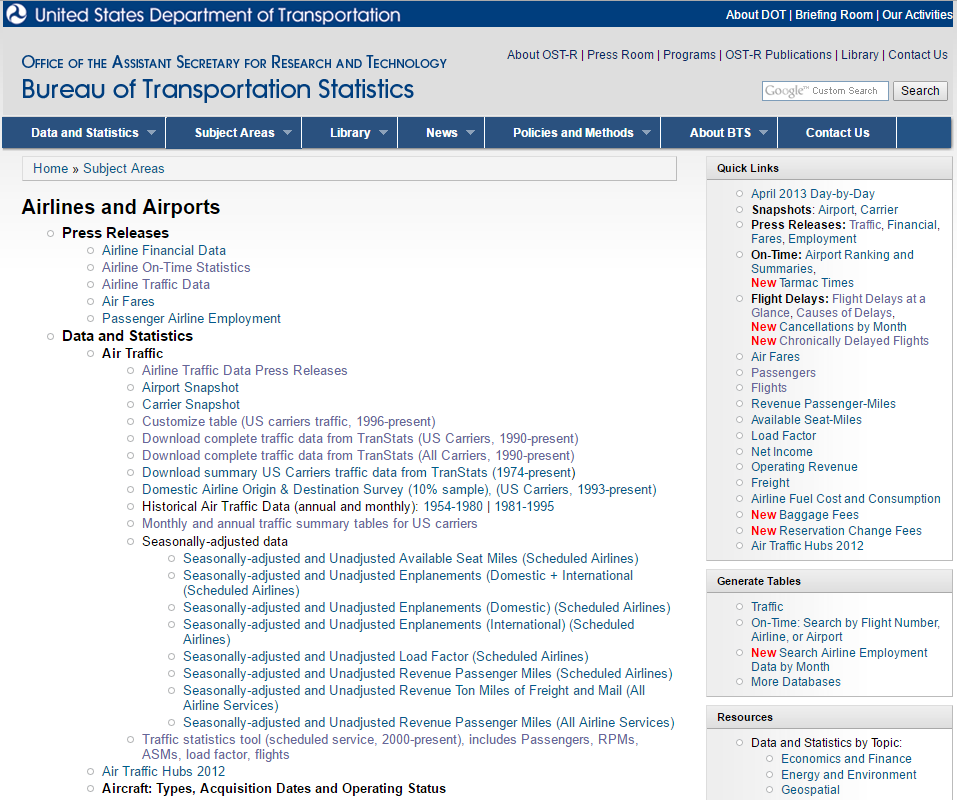 United States Department of Transportation
About DOT | Briefing Room | Our Activities
About OST-R | Press Room | Programs | OST-R Publications | Library | Contact Us
Office of the Assistant Secretary for Research and Technology
Bureau of Transportation Statistics
Google™ Custom Search
Search
Data and Statistics
Subject Areas
Library
News
Policies and Methods
About BTS
Contact Us
Home » Subject Areas
Airlines and Airports
Press Releases
Airline Financial Data
Airline On-Time Statistics
Airline Traffic Data
Air Fares
Passenger Airline Employment
Data and Statistics
Air Traffic
Airline Traffic Data Press Releases
Airport Snapshot
Carrier Snapshot
Customize table (US carriers traffic, 1996-present)
Download complete traffic data from TranStats (US Carriers, 1990-present)
Download complete traffic data from TranStats (All Carriers, 1990-present)
Download summary US Carriers traffic data from TranStats (1974-present)
Domestic Airline Origin & Destination Survey (10% sample), (US Carriers, 1993-present)
Historical Air Traffic Data (annual and monthly): 1954-1980 | 1981-1995
Monthly and annual traffic summary tables for US carriers
Seasonally-adjusted data
Seasonally-adjusted and Unadjusted Available Seat Miles (Scheduled Airlines)
Seasonally-adjusted and Unadjusted Enplanements (Domestic + International
(Scheduled Airlines)
Seasonally-adjusted and Unadjusted Enplanements (Domestic) (Scheduled Airlines)
Seasonally-adjusted and Unadjusted Enplanements (International) (Scheduled
Airlines)
Seasonally-adjusted and Unadjusted Load Factor (Scheduled Airlines)
Seasonally-adjusted and Unadjusted Revenue Passenger Miles (Scheduled Airlines)
Seasonally-adjusted and Unadjusted Revenue Ton Miles of Freight and Mail (All
Airline Services)
Seasonally-adjusted and Unadjusted Revenue Passenger Miles (All Airline Services)
Traffic statistics tool (scheduled service, 2000-present), includes Passengers, RPMs,
ASMs, load factor, flights
Air Traffic Hubs 2012
Aircraft: Types, Acquisition Dates and Operating Status
Quick Links
April 2013 Day-by-Day
Snapshots: Airport, Carrier
Press Releases: Traffic, Financial,
Fares, Employment
On-Time: Airport Ranking and
Summaries,
New Tarmac Times
Flight Delays: Flight Delays at a
Glance, Causes of Delays,
New Cancellations by Month
New Chronically Delayed Flights
Air Fares
Passengers
Flights
Revenue Passenger-Miles
Available Seat-Miles
Load Factor
Net Income
Operating Revenue
Freight
Airline Fuel Cost and Consumption
New Baggage Fees
New Reservation Change Fees
Air Traffic Hubs 2012
Generate Tables
Traffic
On-Time: Search by Flight Number,
Airline, or Airport
New Search Airline Employment
Data by Month
More Databases
Resources
Data and Statistics by Topic:
Economics and Finance
Energy and Environment
Geospatial